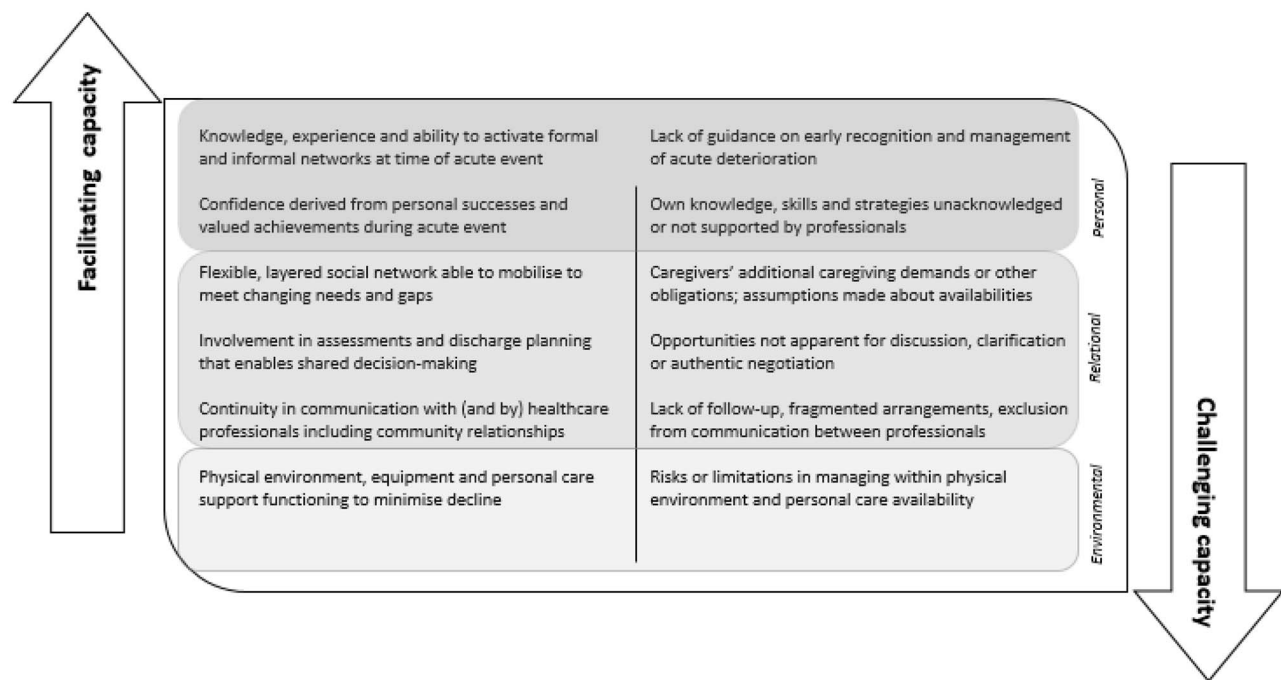 Facilitating capacity
Knowledge, experience and ability to activate formal
and informal networks at time of acute event
Lack of guidance on early recognition and management
of acute deterioration
Confidence derived from personal successes and
valued achievements during acute event
Own knowledge, skills and strategies unacknowledged
or not supported by professionals
Personal
Flexible, layered social network able to mobilise to
meet changing needs and gaps
Caregivers’ additional caregiving demands or other
obligations; assumptions made about availabilities
Involvement in assessments and discharge planning
that enables shared decision-making
Opportunities not apparent for discussion, clarification
or authentic negotiation
Continuity in communication with (and by) healthcare
professionals including community relationships
Lack of follow-up, fragmented arrangements, exclusion
from communication between professionals
Relational
Physical environment, equipment and personal care
support functioning to minimise decline
Risks or limitations in managing within physical
environment and personal care availability
Environmental
Challenging capacity